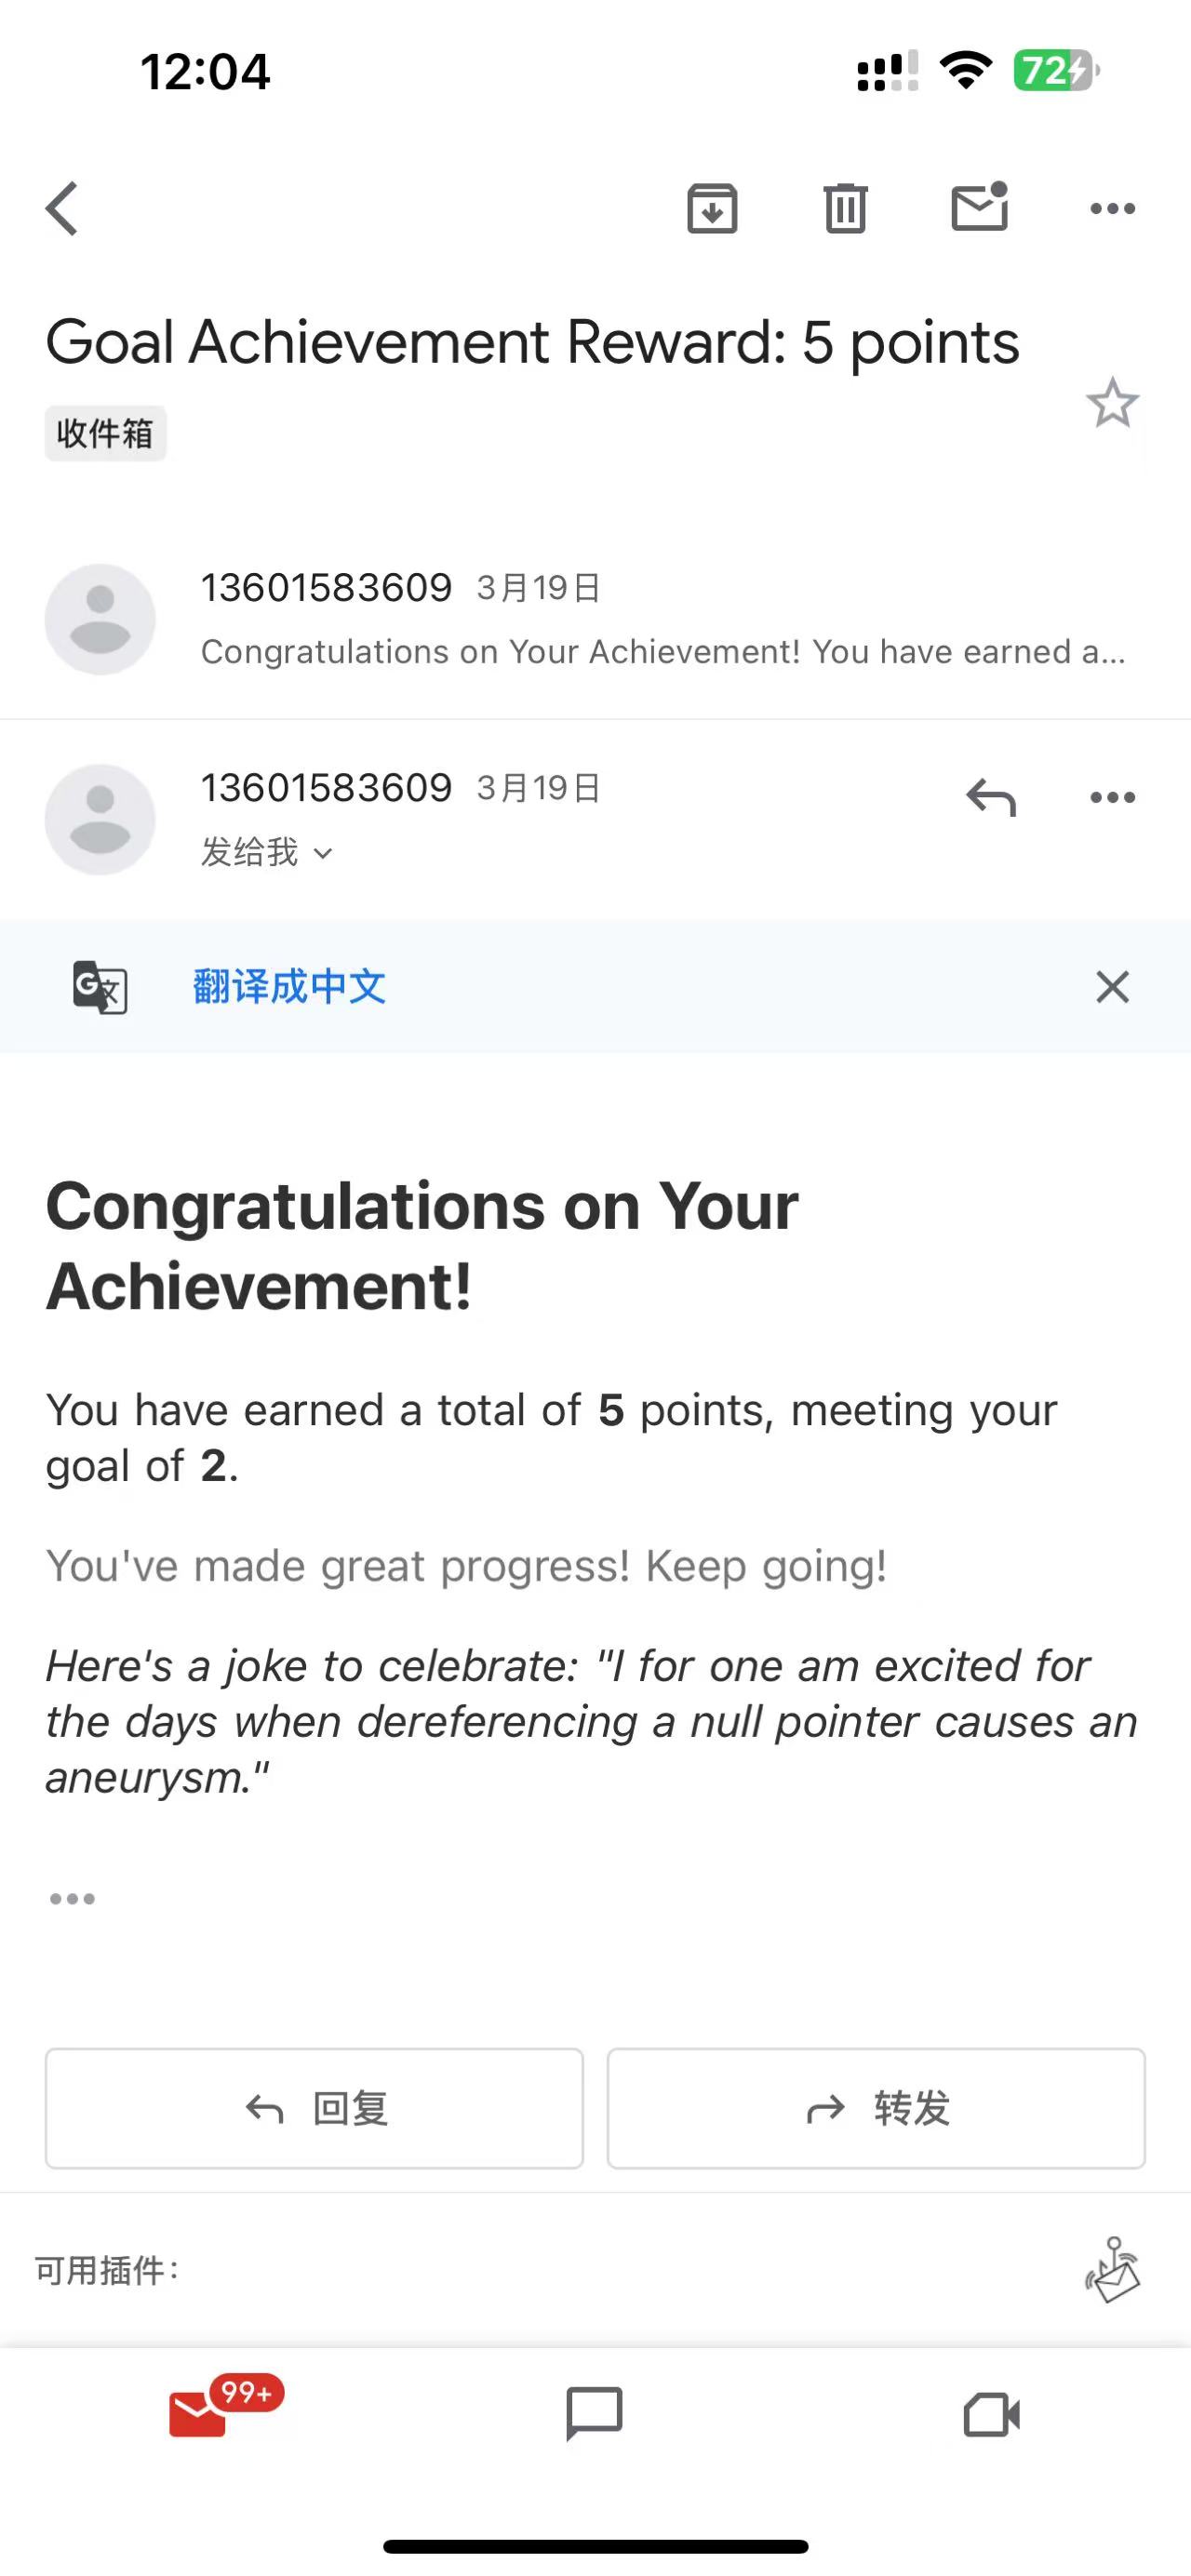 12:04
72
Goal Achievement Reward: 5 points
收件箱
13601583609 3月19日
Congratulations on Your Achievement! You have earned a...
13601583609 3月19日
发给我
G文 翻译成中文
Congratulations on Your
Achievement!
You have earned a total of 5 points, meeting your
goal of 2.
You've made great progress! Keep going!
Here's a joke to celebrate: "I for one am excited for
the days when dereferencing a null pointer causes an
aneurysm."
回复 转发
可用插件:
99+